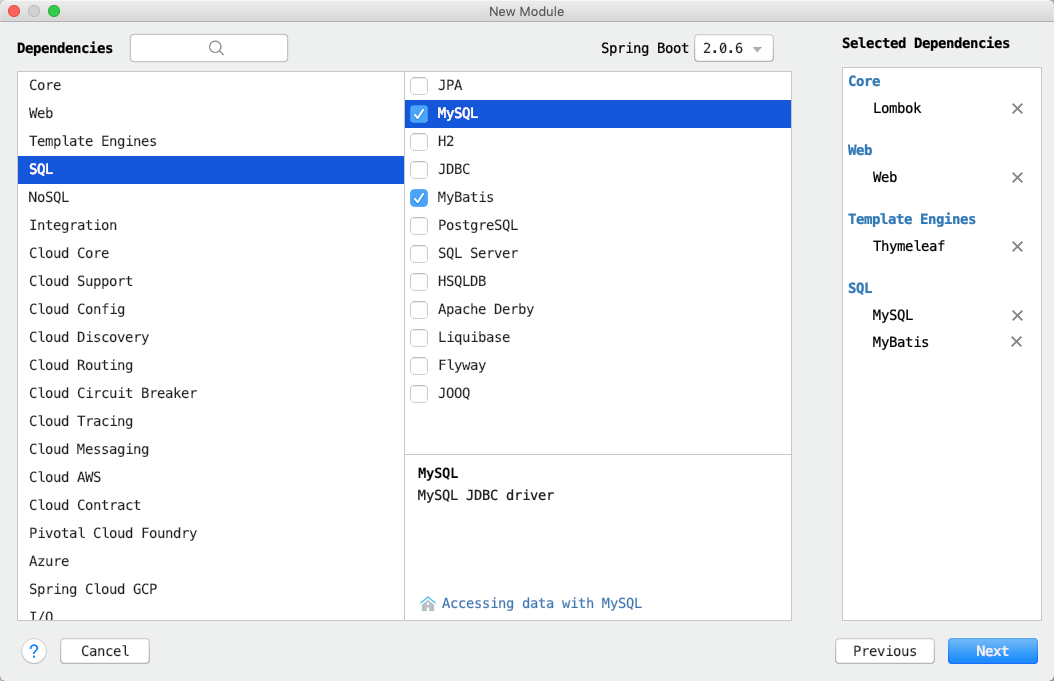 New Module
Dependencies
Spring Boot 2.0.6
Selected Dependencies
Core
Web
Template Engines
SQL
NoSQL
Integration
Cloud Core
Cloud Support
Cloud Config
Cloud Discovery
Cloud Routing
Cloud Circuit Breaker
Cloud Tracing
Cloud Messaging
Cloud AWS
Cloud Contract
Pivotal Cloud Foundry
Azure
Spring Cloud GCP
I/O
JPA
MySQL
H2
JDBC
MyBatis
PostgreSQL
SQL Server
HSQLDB
Apache Derby
Liquibase
Flyway
JOOQ
MySQL
MySQL JDBC driver
Accessing data with MySQL
Core
Lombok
Web
Web
Template Engines
Thymeleaf
SQL
MySQL
MyBatis
?
Cancel
Previous
Next